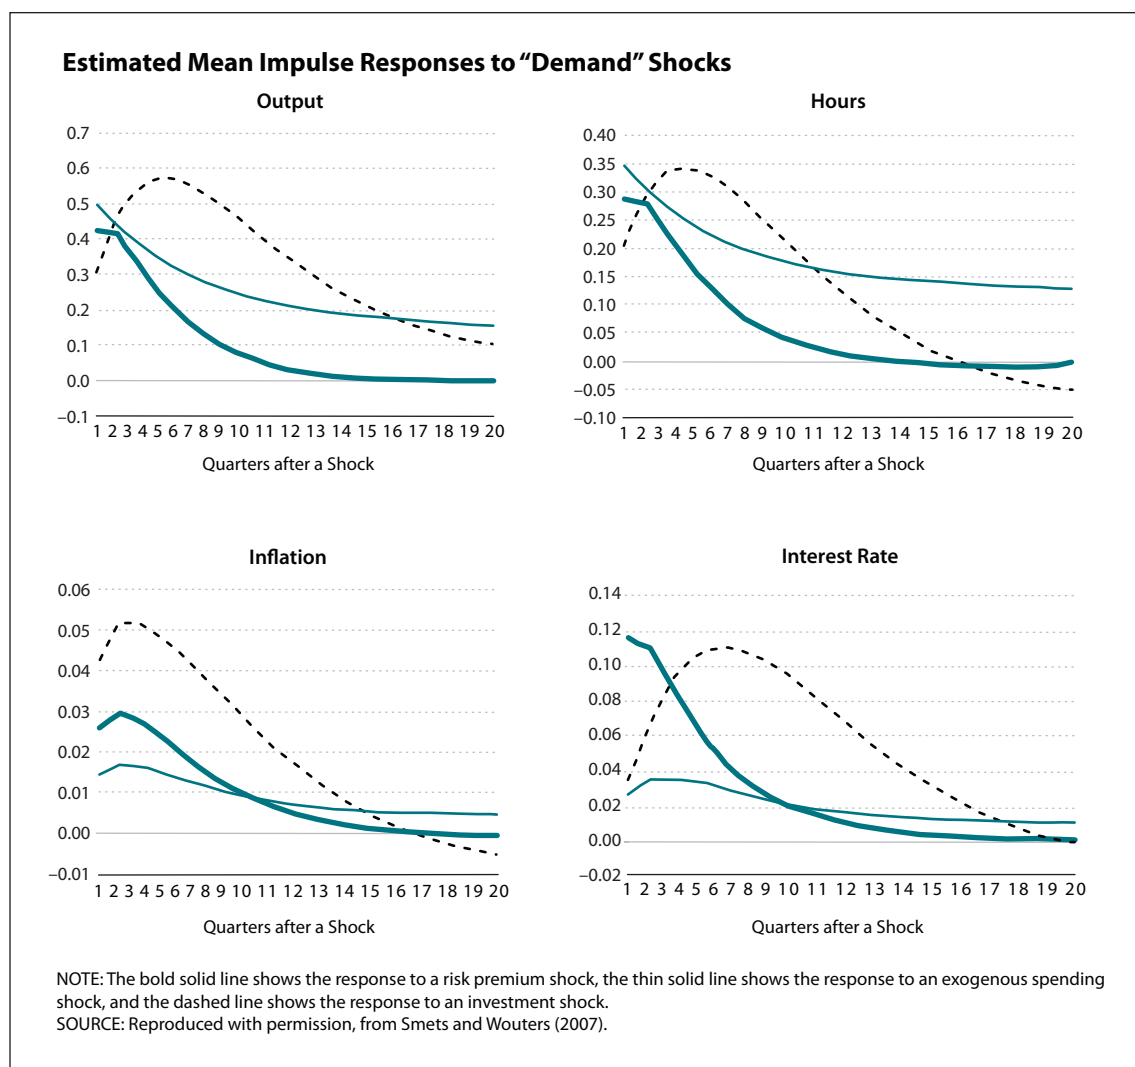 Estimated Mean Impulse Responses to “Demand” Shocks
Output
0.7
0.6
0.5
0.4
0.3
0.2
0.1
0.0
–0.1
1 2 3 4 5 6 7 8 9 10 11 12 13 14 15 16 17 18 19 20
Quarters after a Shock
Hours
0.40
0.35
0.30
0.25
0.20
0.15
0.10
0.05
0.00
–0.05
–0.10
1 2 3 4 5 6 7 8 9 10 11 12 13 14 15 16 17 18 19 20
Quarters after a Shock
Inflation
0.06
0.05
0.04
0.03
0.02
0.01
0.00
–0.01
1 2 3 4 5 6 7 8 9 10 11 12 13 14 15 16 17 18 19 20
Quarters after a Shock
Interest Rate
0.14
0.12
0.10
0.08
0.06
0.04
0.02
0.00
–0.02
1 2 3 4 5 6 7 8 9 10 11 12 13 14 15 16 17 18 19 20
Quarters after a Shock
NOTE: The bold solid line shows the response to a risk premium shock, the thin solid line shows the response to an exogenous spending
shock, and the dashed line shows the response to an investment shock.
SOURCE: Reproduced with permission, from Smets and Wouters (2007).